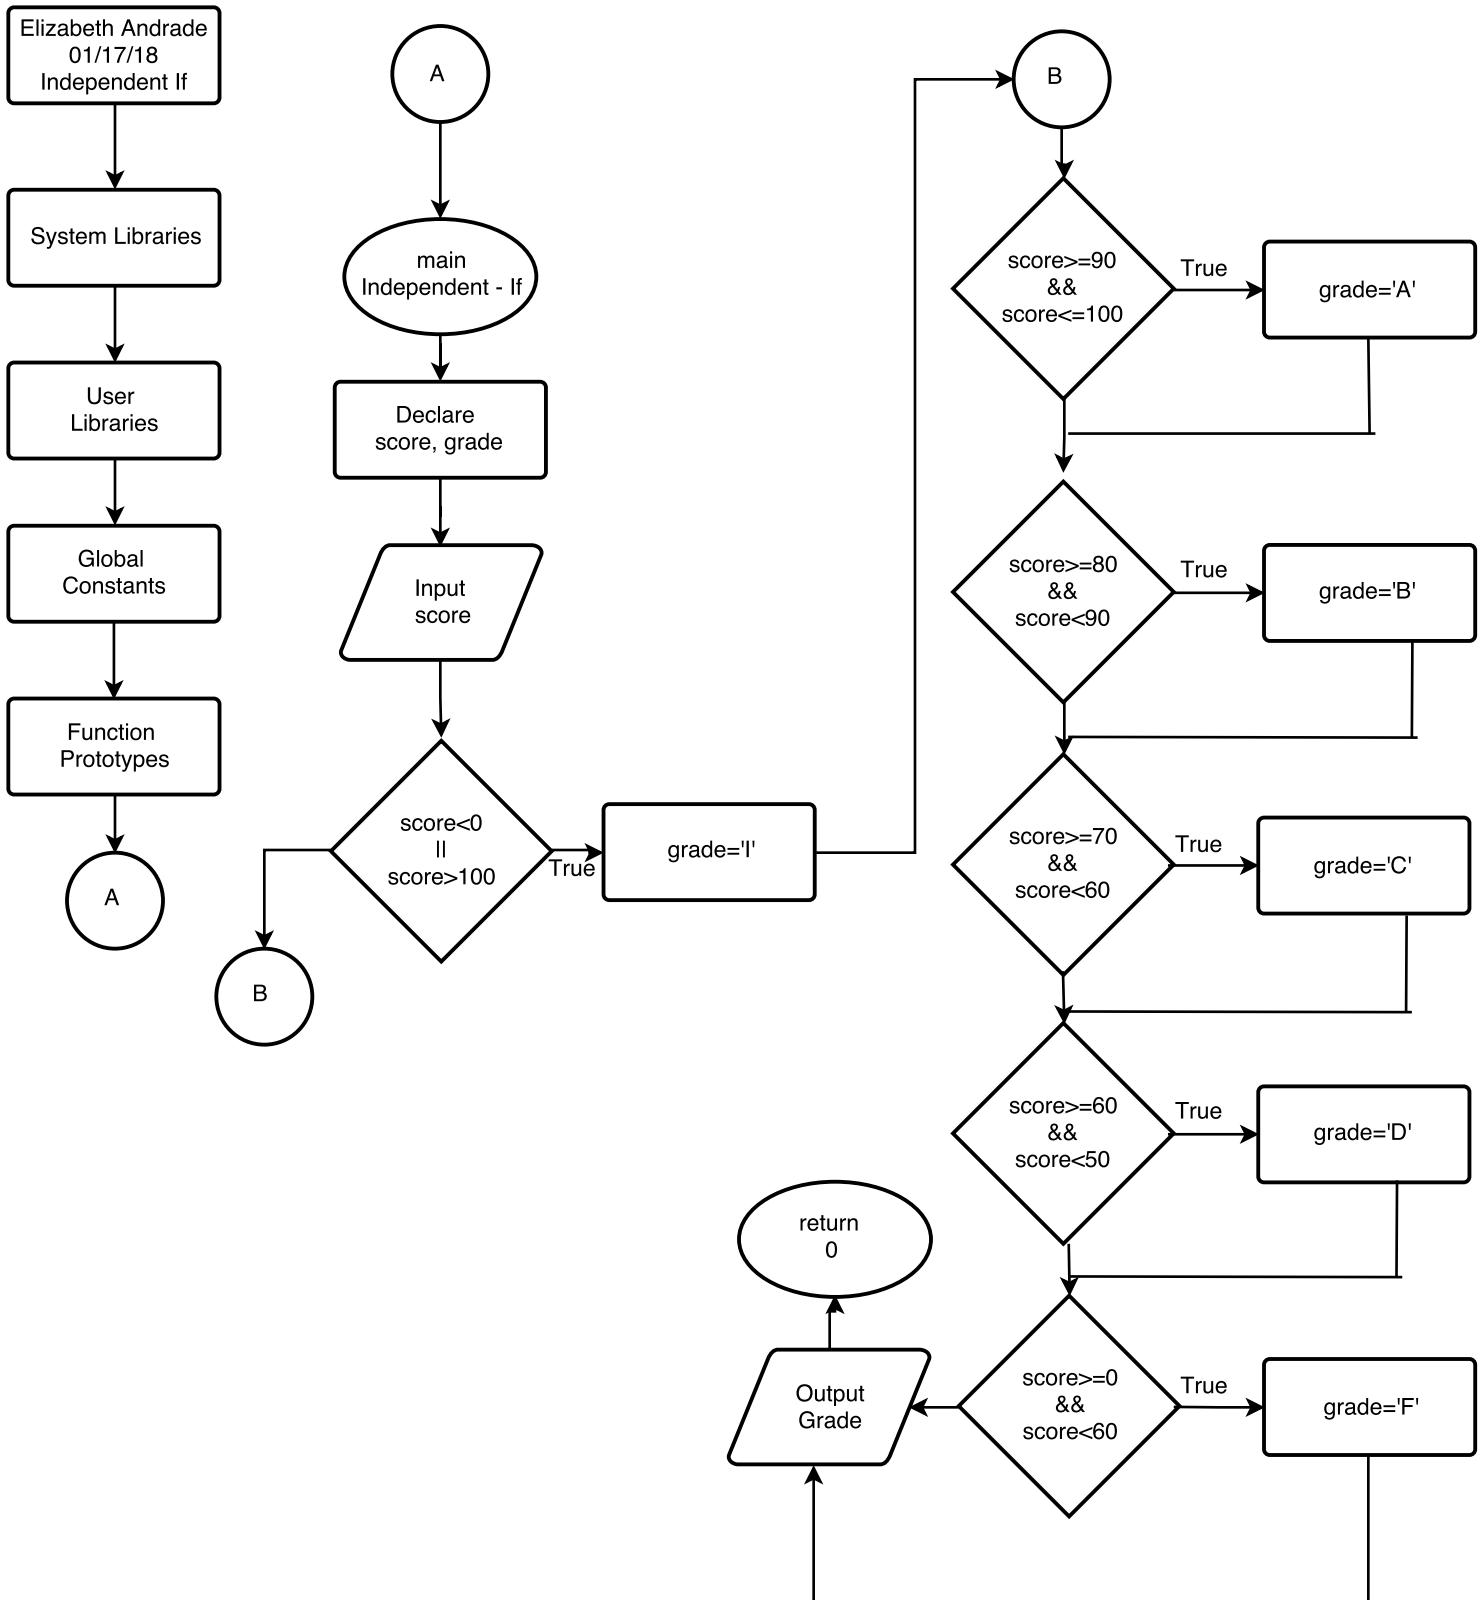 Elizabeth Andrade
01/17/18
Independent If
System Libraries
User
Libraries
Global
Constants
Function
Prototypes
A
A
main
Independent - If
Declare
score, grade
Input
score
score<0
||
score>100
True
grade='I'
B
B
score>=90
&&
score<=100
True
grade='A'
score>=80
&&
score<90
True
grade='B'
score>=70
&&
score<60
True
grade='C'
score>=60
&&
score<50
True
grade='D'
score>=0
&&
score<60
True
grade='F'
Output
Grade
return
0